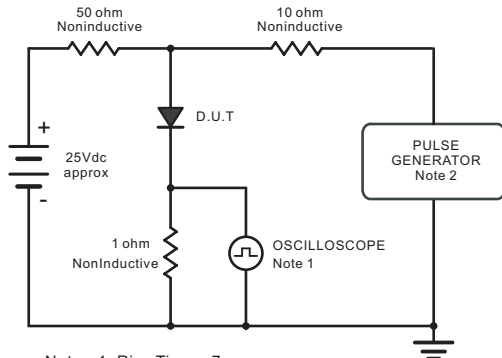 50 ohm
Noninductive
10 ohm
Noninductive
D.U.T
+
25Vdc
approx
-
PULSE
GENERATOR
Note 2
1 ohm
NonInductive
OSCILLOSCOPE
Note 1